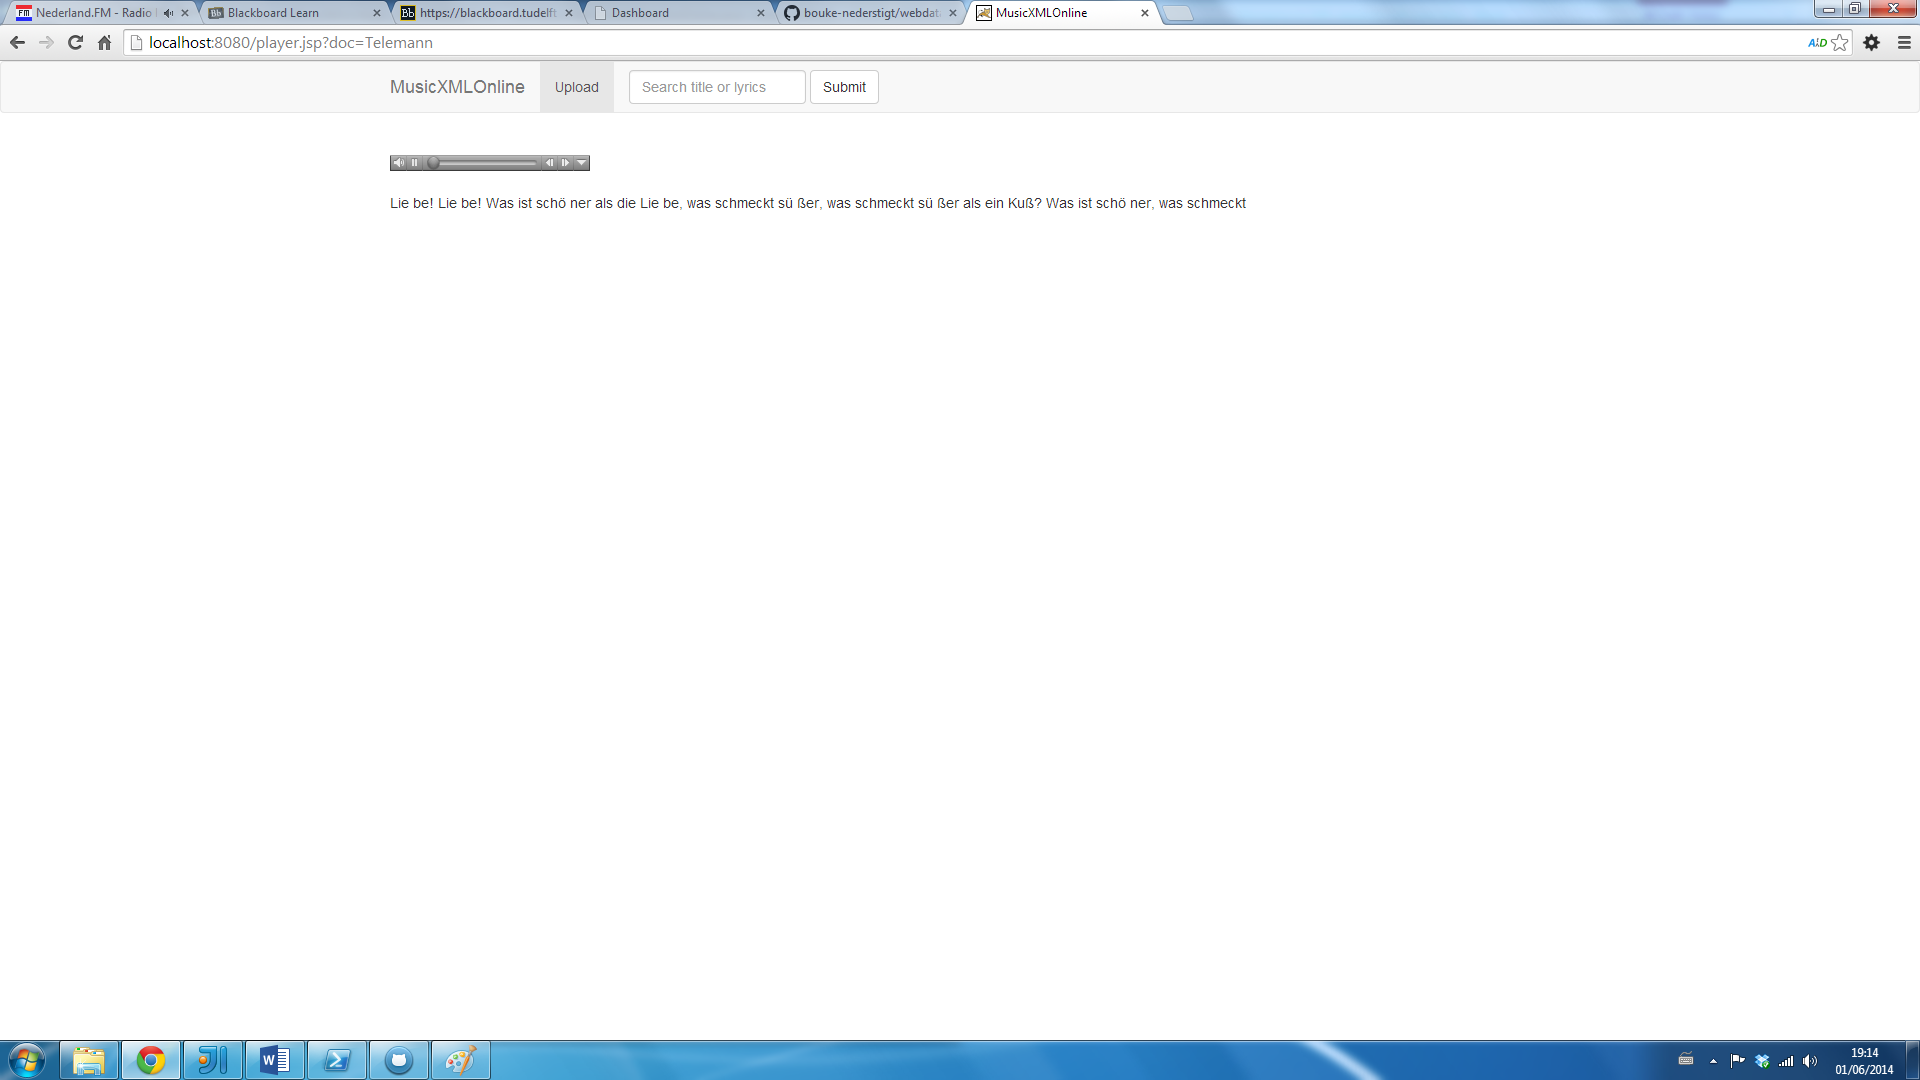 Nederland.FM - Radio
Blackboard Learn
https://blackboard.tudelft
Dashboard
bouke-nederstigt/webdat
MusicXMLOnline
localhost:8080/player.jsp?doc=Telemann
MusicXMLOnline
Upload
Search title or lyrics
Submit
Lie be! Lie be! Was ist schö ner als die Lie be, was schmeckt sü ßer, was schmeckt sü ßer als ein Kuß? Was ist schö ner, was schmeckt
19:14
01/06/2014